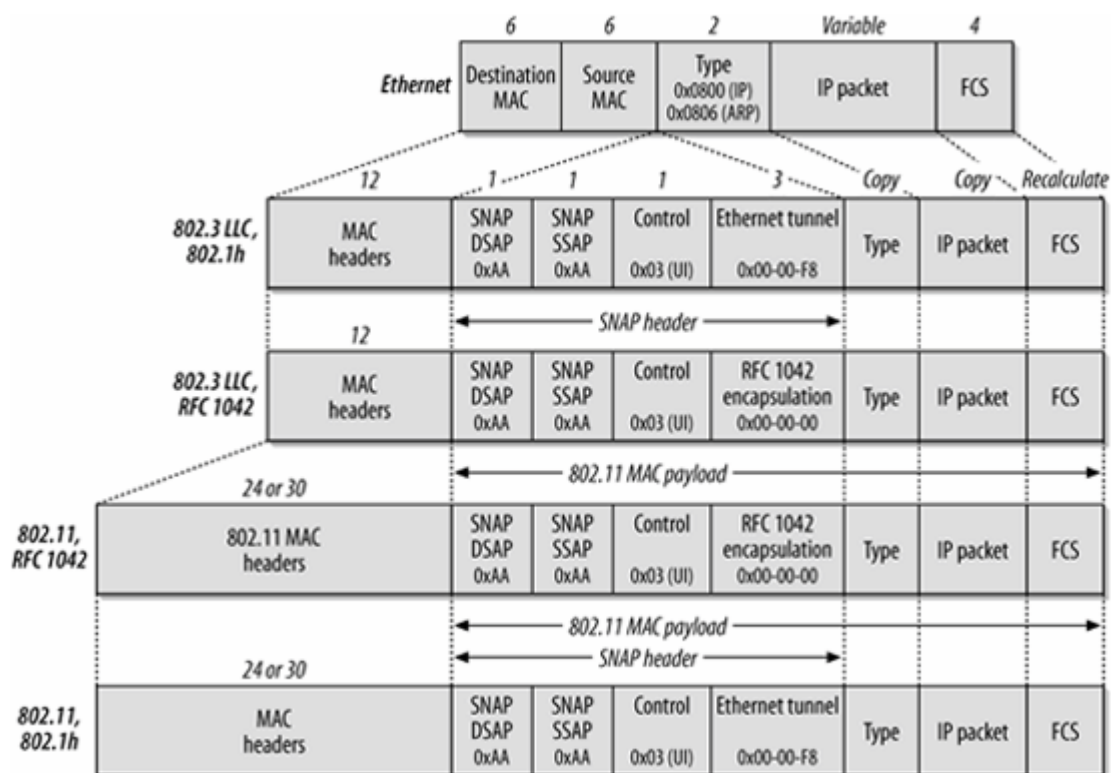 6 6 2 Variable 4
Ethernet Destination MAC Source MAC Type 0x0800 (IP) 0x0806 (ARP) IP packet FCS
12 1 1 1 3 Copy Copy Recalculate
802.3 LLC, 802.1h MAC headers SNAP DSAP 0xAA SNAP SSAP 0xAA Control 0x03 (UI) Ethernet tunnel 0x00-00-F8 Type IP packet FCS
SNAP header
12
802.3 LLC, RFC 1042 MAC headers SNAP DSAP 0xAA SNAP SSAP 0xAA Control 0x03 (UI) RFC 1042 encapsulation 0x00-00-00 Type IP packet FCS
802.11 MAC payload
24 or 30
802.11, RFC 1042 802.11 MAC headers SNAP DSAP 0xAA SNAP SSAP 0xAA Control 0x03 (UI) RFC 1042 encapsulation 0x00-00-00 Type IP packet FCS
802.11 MAC payload
SNAP header
24 or 30
802.11, 802.1h MAC headers SNAP DSAP 0xAA SNAP SSAP 0xAA Control 0x03 (UI) Ethernet tunnel 0x00-00-F8 Type IP packet FCS